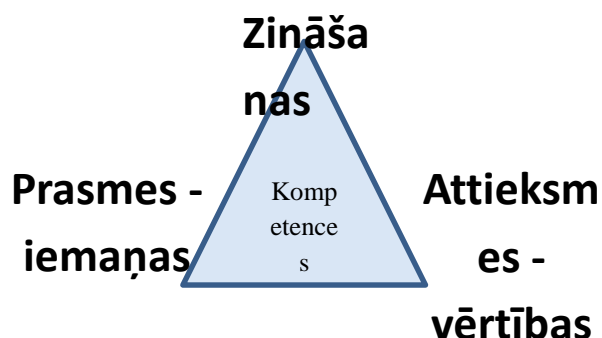 Zināša
nas
Prasmes -
iemaņas
Komp
etence
s
Attieksm
es -
vērtības